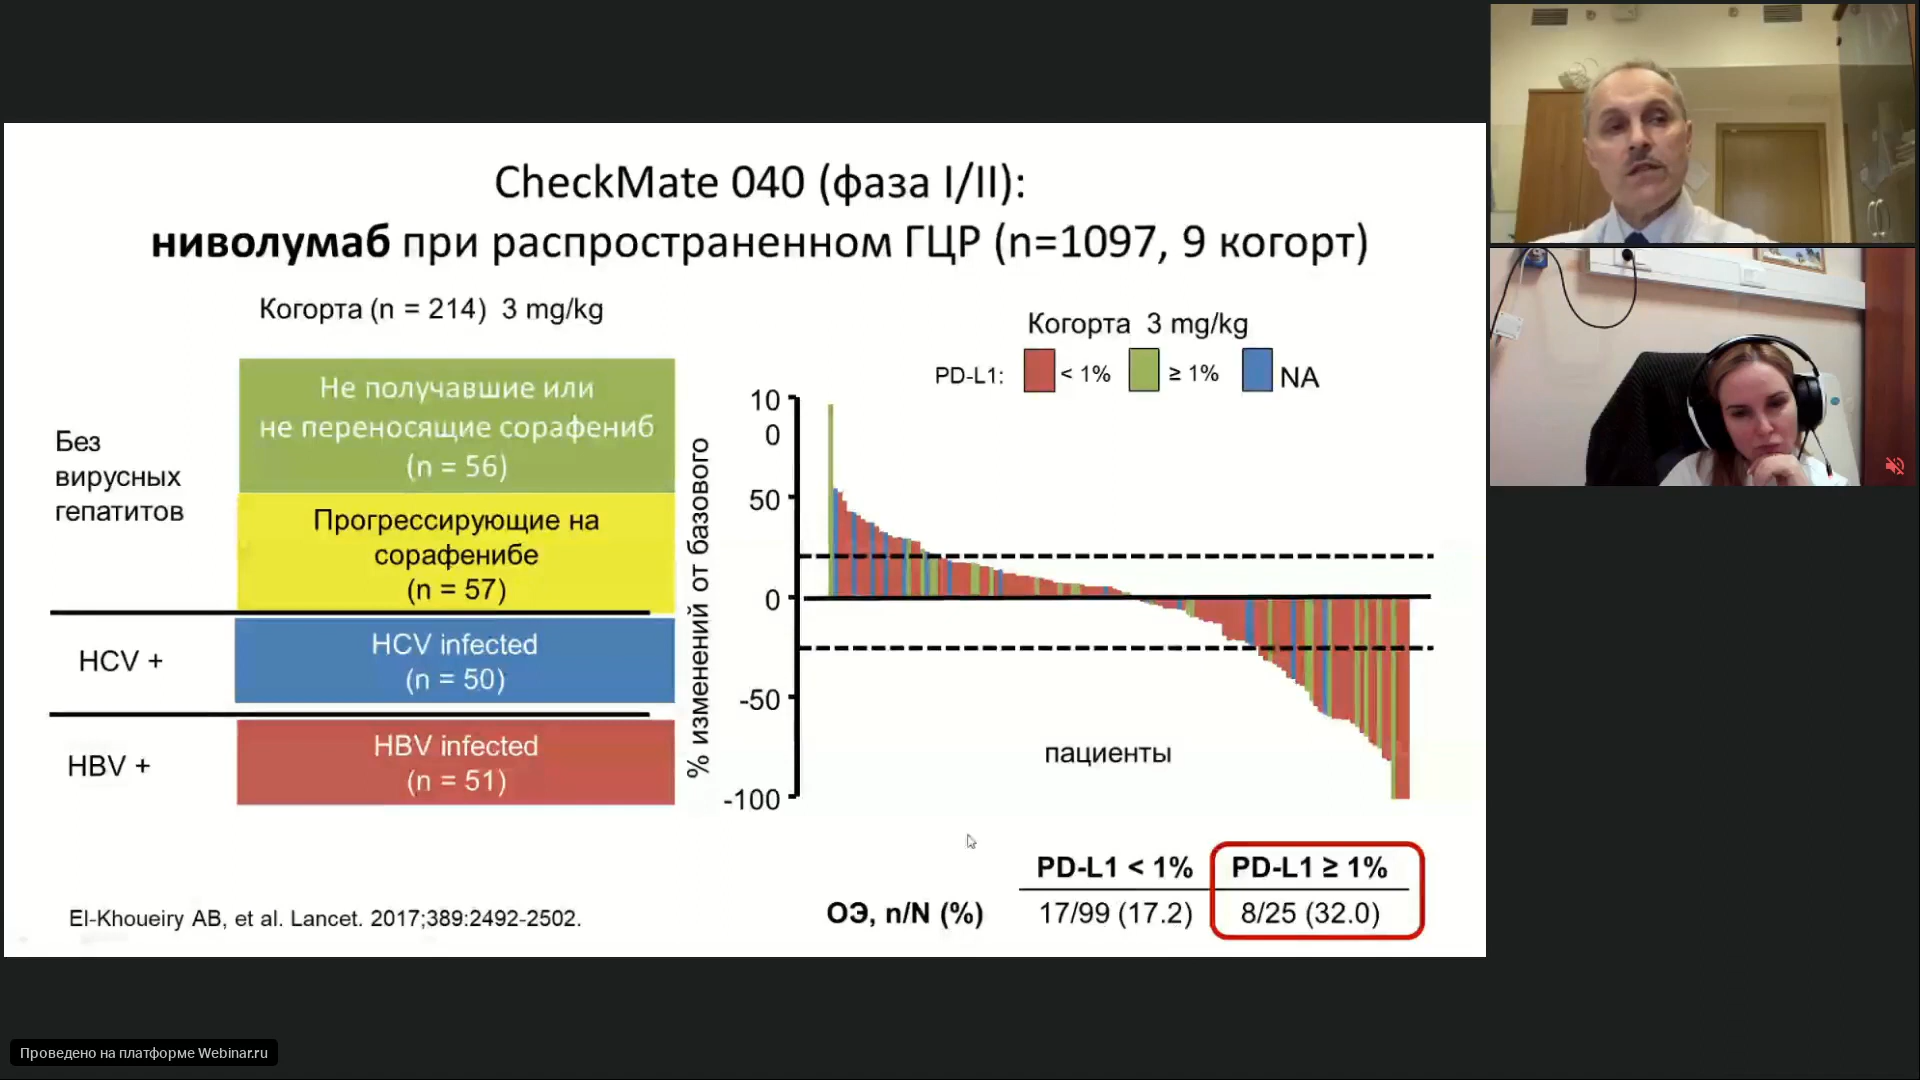 CheckMate 040 (фаза I/II):
ниволумаб при распространенном ГЦР (n=1097, 9 когорт)
Когорта (n = 214) 3 mg/kg
Без
вирусных
гепатитов
Не получавшие или
не переносящие сорафениб
(n = 56)
Прогрессирующие на
сорафенибе
(n = 57)
HCV +
HCV infected
(n = 50)
HBV +
HBV infected
(n = 51)
Когорта 3 mg/kg
PD-L1: < 1% ≥ 1% NA
% изменений от базового
10
0
50
0
-50
-100
пациенты
PD-L1 < 1% PD-L1 ≥ 1%
ОЭ, n/N (%) 17/99 (17.2) 8/25 (32.0)
El-Khoueiry AB, et al. Lancet. 2017;389:2492-2502.
Проведено на платформе Webinar.ru